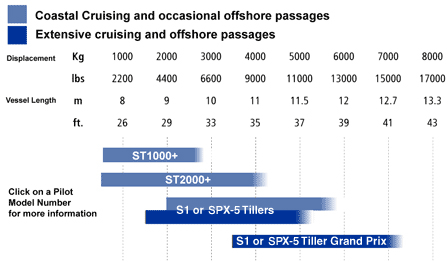 Coastal Cruising and occasional offshore passages
Extensive cruising and offshore passages
Displacement Kg 1000 2000 3000 4000 5000 6000 7000 8000
lbs 2200 4400 6600 9000 11000 13000 15000 17000
Vessel Length m 8 9 10 11 11.5 12 12.7 13.3
ft. 26 29 33 35 37 39 41 43
ST1000+
ST2000+
Click on a Pilot
Model Number
for more information
S1 or SPX-5 Tillers
S1 or SPX-5 Tiller Grand Prix